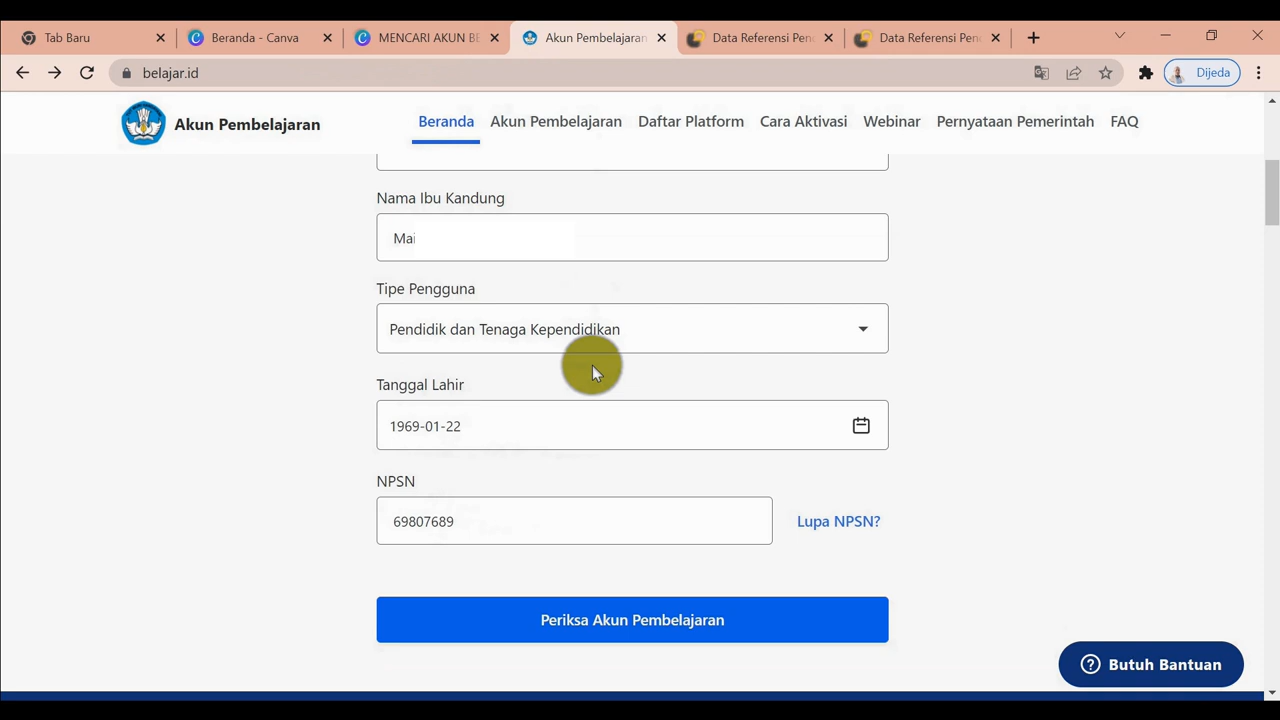 Tab Baru
Beranda - Canva
MENCARI AKUN BE
Akun Pembelajaran
Data Referensi Pen
Data Referensi Pen
belajar.id
Dijeda
Akun Pembelajaran
Beranda
Akun Pembelajaran
Daftar Platform
Cara Aktivasi
Webinar
Pernyataan Pemerintah
FAQ
Nama Ibu Kandung
Mai
Tipe Pengguna
Pendidik dan Tenaga Kependidikan
Tanggal Lahir
1969-01-22
NPSN
69807689
Lupa NPSN?
Periksa Akun Pembelajaran
Butuh Bantuan